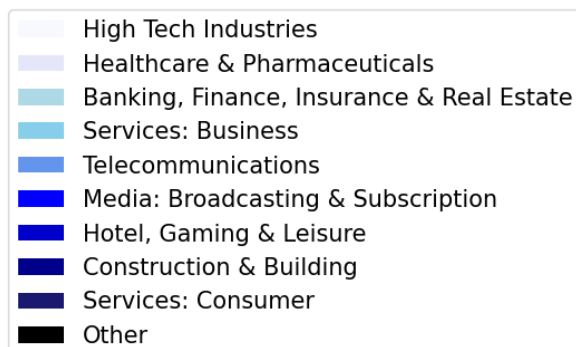 High Tech Industries
Healthcare & Pharmaceuticals
Banking, Finance, Insurance & Real Estate
Services: Business
Telecommunications
Media: Broadcasting & Subscription
Hotel, Gaming & Leisure
Construction & Building
Services: Consumer
Other